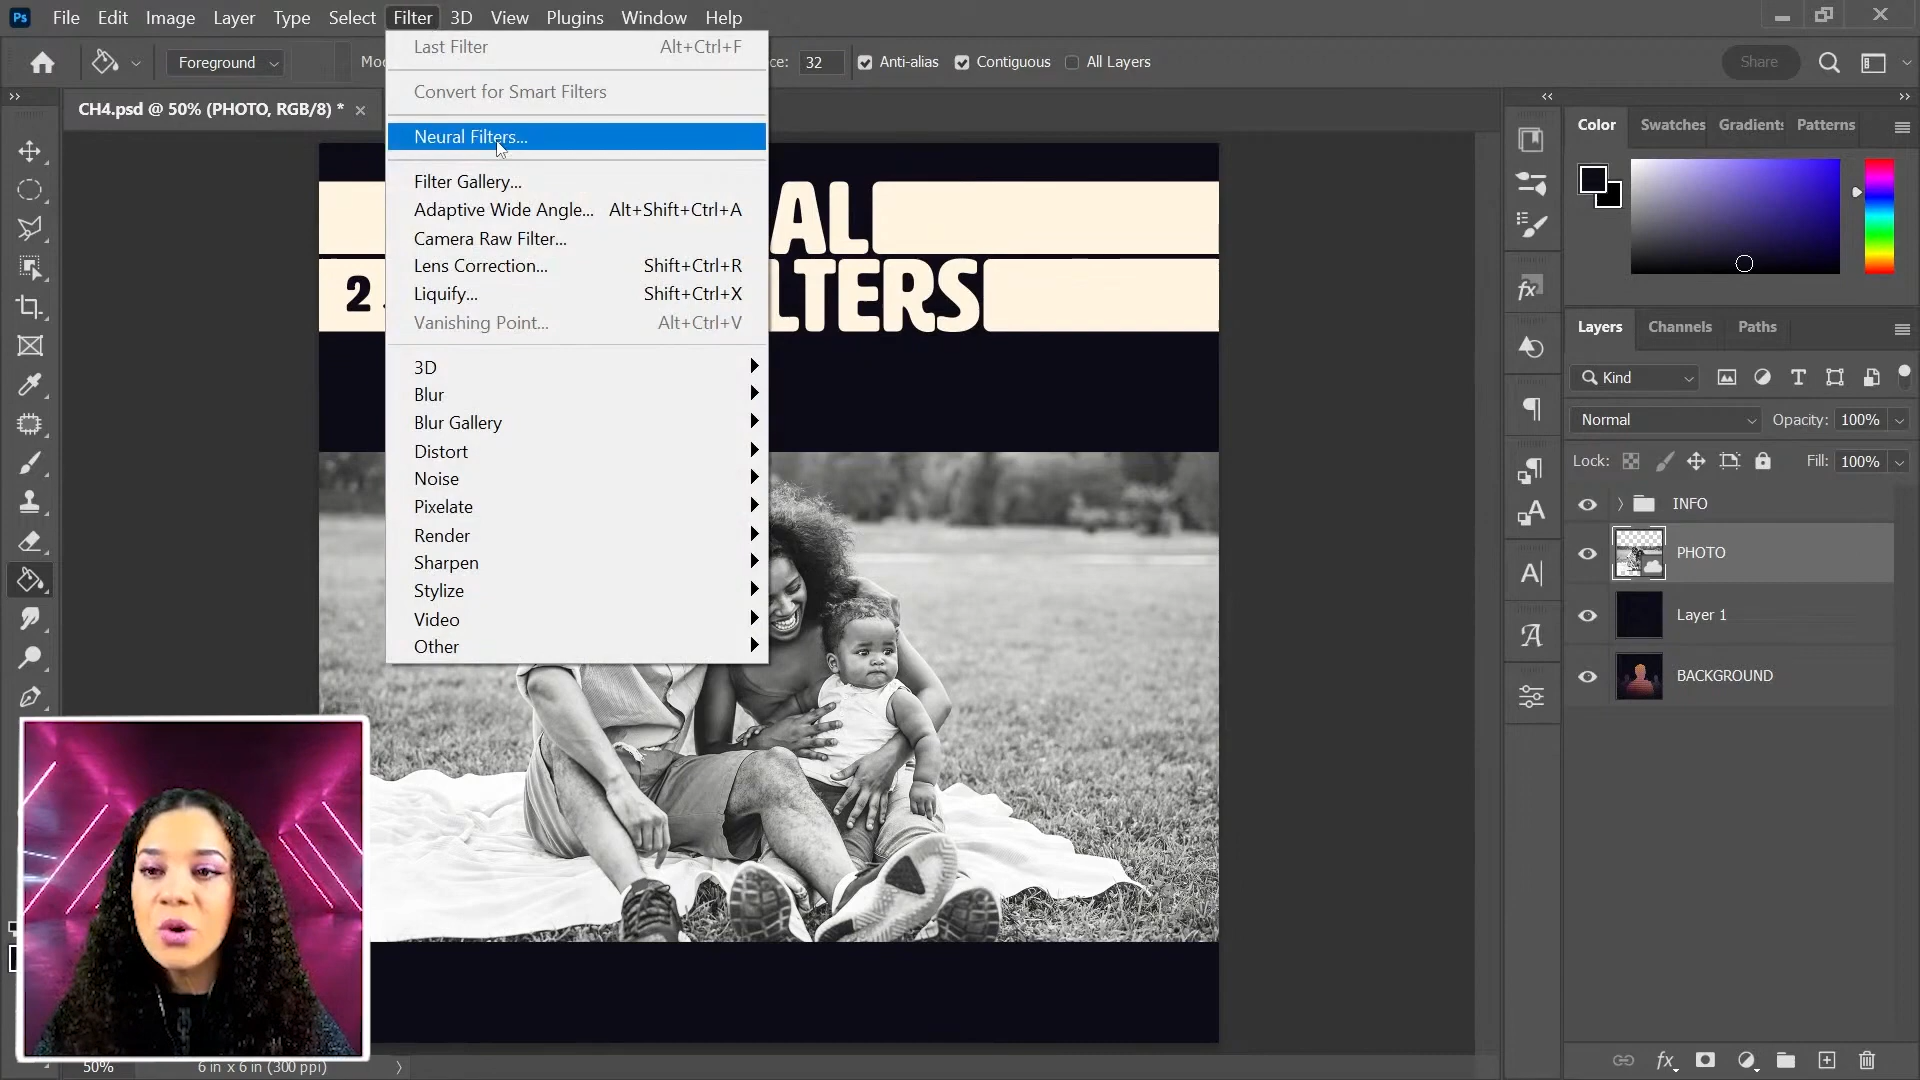 Ps File Edit Image Layer Type Select Filter 3D View Plugins Window Help
Foreground Mo ce: 32 Anti-alias Contiguous All Layers Share
CH4.psd @ 50% (PHOTO, RGB/8) *
Last Filter Alt+Ctrl+F
Convert for Smart Filters
Neural Filters...
Filter Gallery...
Adaptive Wide Angle... Alt+Shift+Ctrl+A
Camera Raw Filter...
Lens Correction... Shift+Ctrl+R
Liquify... Shift+Ctrl+X
Vanishing Point... Alt+Ctrl+V
3D
Blur
Blur Gallery
Distort
Noise
Pixelate
Render
Sharpen
Stylize
Video
Other
AL
2 LTERS
Color Swatches Gradients Patterns
Layers Channels Paths
Kind
Normal Opacity: 100%
Lock: Fill: 100%
INFO
PHOTO
Layer 1
BACKGROUND
50% 6 in x 6 in (300 ppi)